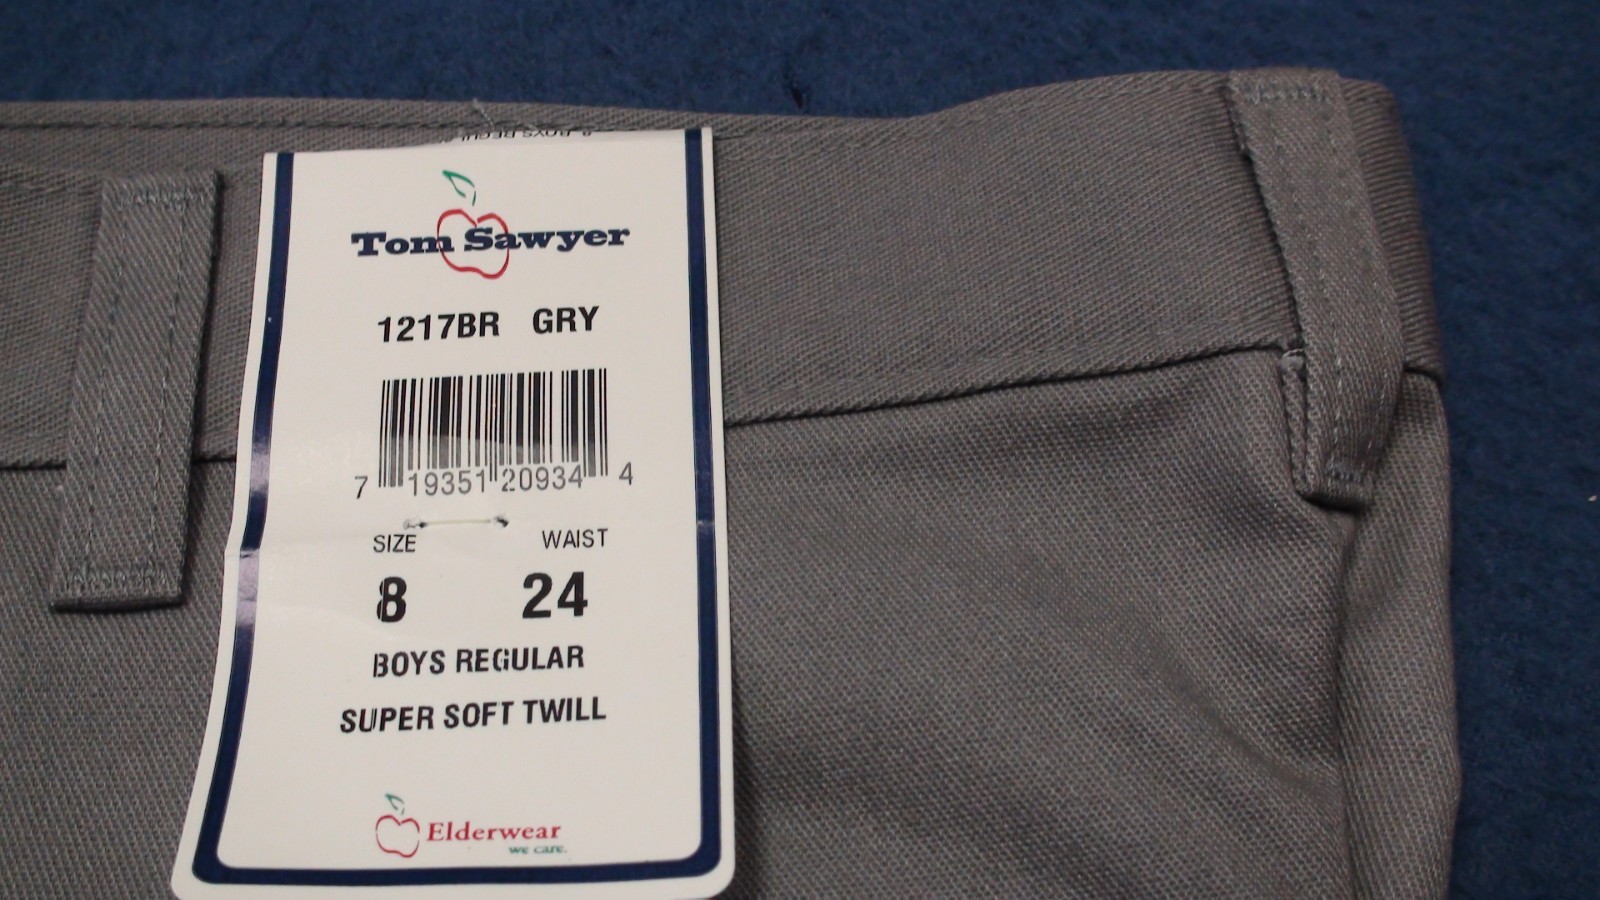 Tom Sawyer
1217BR GRY
7 19351 20934 4
SIZE WAIST
8 24
BOYS REGULAR
SUPER SOFT TWILL
Elderwear
we care.